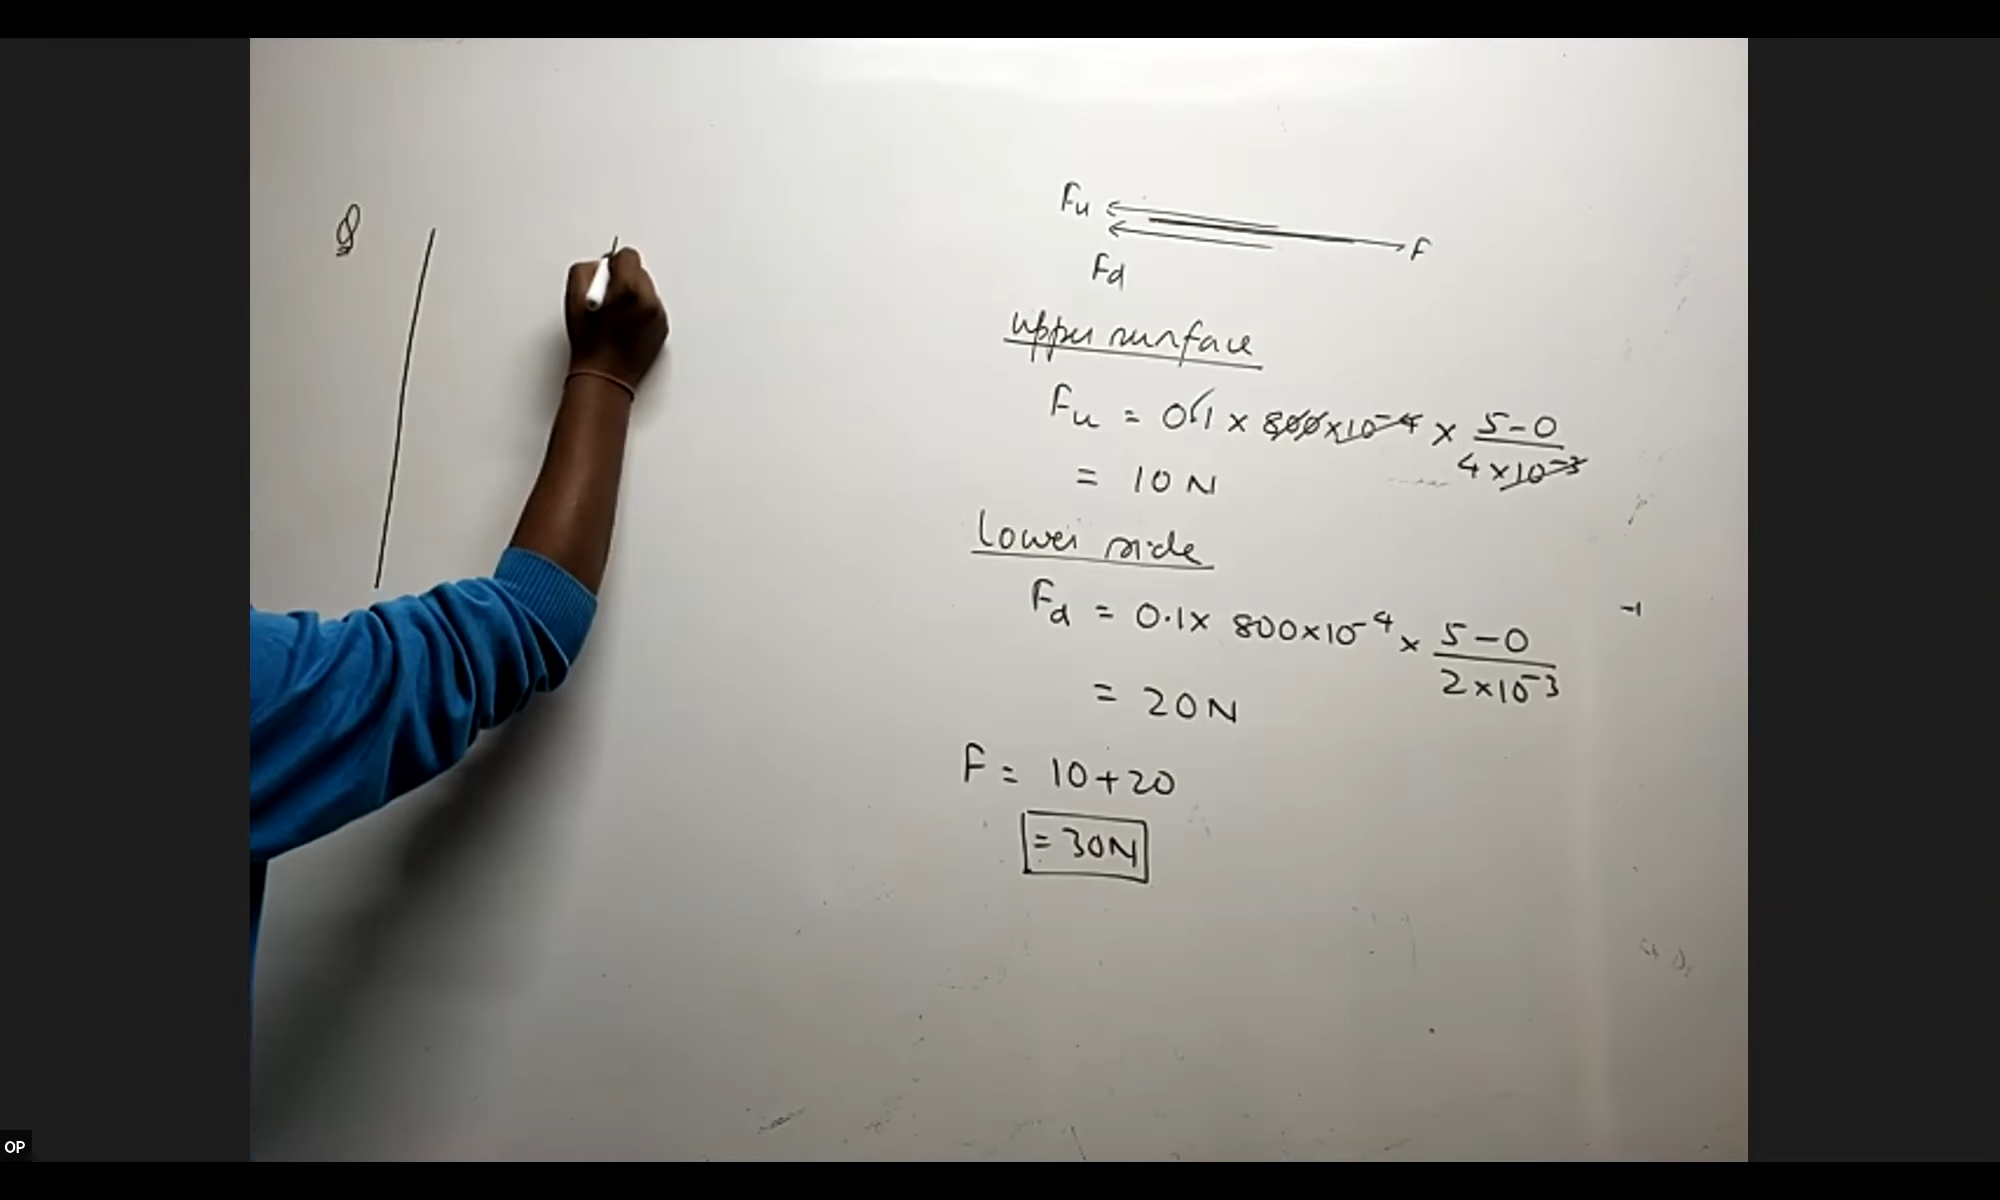 Q
Fu
F
Fd
upper surface
Fu = 0.1 × 800×10⁻⁴ × (5-0)/(4×10⁻³)
= 10 N
Lower side
Fd = 0.1× 800×10⁻⁴ × (5-0)/(2×10⁻³)
= 20N
F = 10+20
= 30N
OP